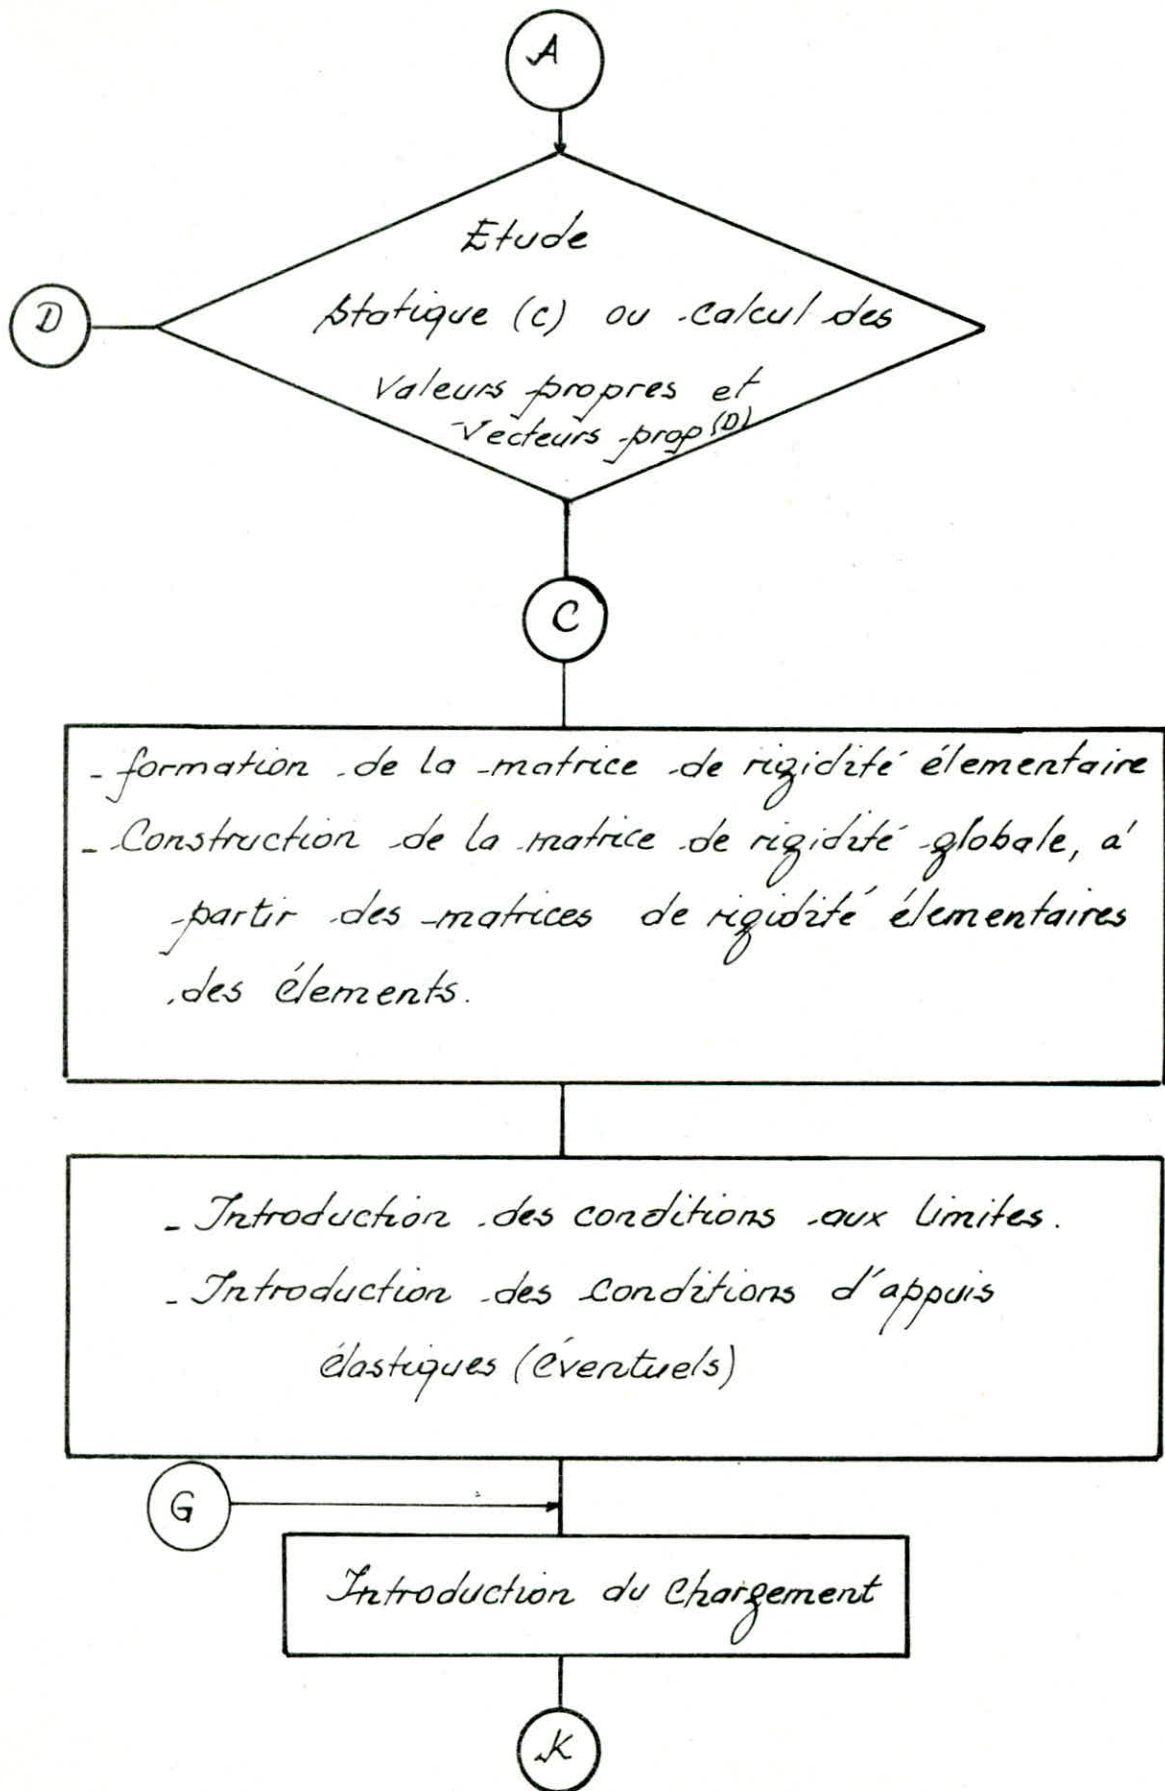 A
Etude
D
statique (c) ou calcul des
Valeurs propres et
Vecteurs prop (D)
C
- formation de la matrice de rigidité élementaire
- Construction de la matrice de rigidité globale, à
partir des matrices de rigidité élementaires
des élements.
- Introduction des conditions aux limites.
- Introduction des conditions d'appuis
élastiques (éventuels)
G
Introduction du chargement
K